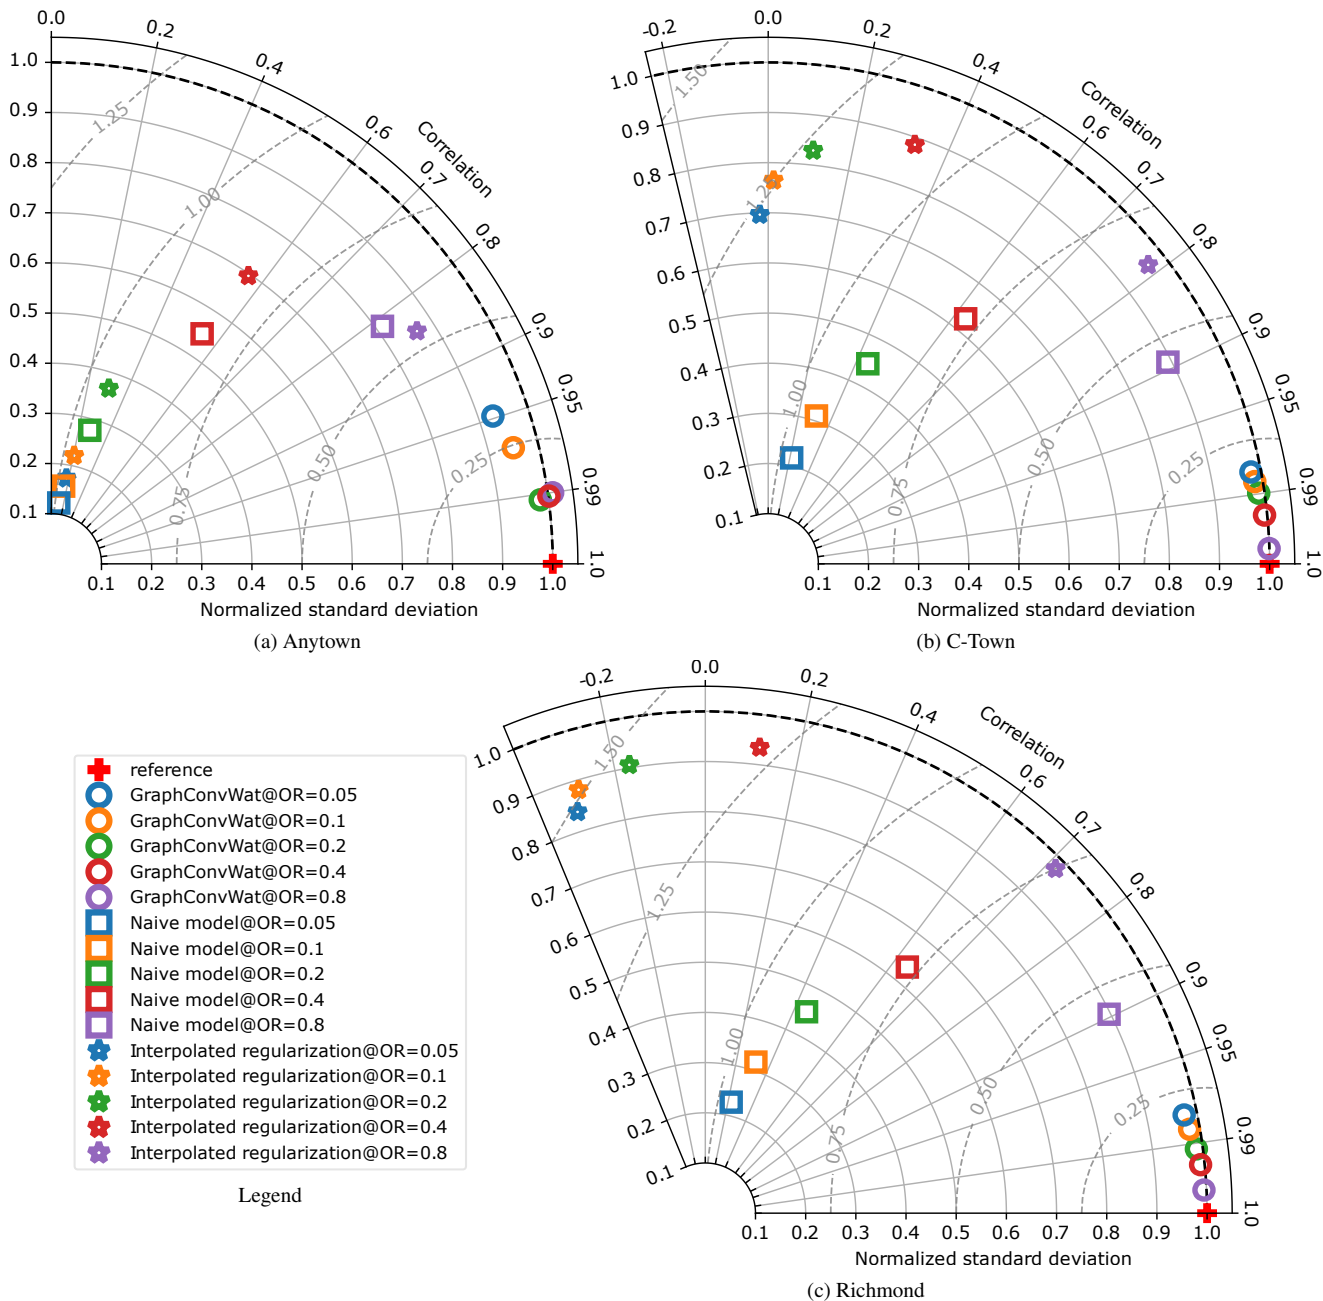 0.0
0.2
0.4
0.6
0.7
0.8
0.9
0.95
0.99
1.0
Correlation
1.0
0.9
0.8
0.7
0.6
0.5
0.4
0.3
0.2
0.1
1.25
1.00
0.75
0.50
0.25
0.1 0.2 0.3 0.4 0.5 0.6 0.7 0.8 0.9 1.0
Normalized standard deviation
(a) Anytown
-0.2
0.0
0.2
0.4
0.6
0.7
0.8
0.9
0.95
0.99
1.0
Correlation
1.0
0.9
0.8
0.7
0.6
0.5
0.4
0.3
0.2
0.1
1.50
1.00
0.75
0.50
0.25
0.1 0.2 0.3 0.4 0.5 0.6 0.7 0.8 0.9 1.0
Normalized standard deviation
(b) C-Town
reference
GraphConvWat@OR=0.05
GraphConvWat@OR=0.1
GraphConvWat@OR=0.2
GraphConvWat@OR=0.4
GraphConvWat@OR=0.8
Naive model@OR=0.05
Naive model@OR=0.1
Naive model@OR=0.2
Naive model@OR=0.4
Naive model@OR=0.8
Interpolated regularization@OR=0.05
Interpolated regularization@OR=0.1
Interpolated regularization@OR=0.2
Interpolated regularization@OR=0.4
Interpolated regularization@OR=0.8
Legend
-0.2
0.0
0.2
0.4
0.6
0.7
0.8
0.9
0.95
0.99
1.0
Correlation
1.0
0.9
0.8
0.7
0.6
0.5
0.4
0.3
0.2
0.1
1.50
1.25
1.00
0.75
0.50
0.25
0.1 0.2 0.3 0.4 0.5 0.6 0.7 0.8 0.9 1.0
Normalized standard deviation
(c) Richmond